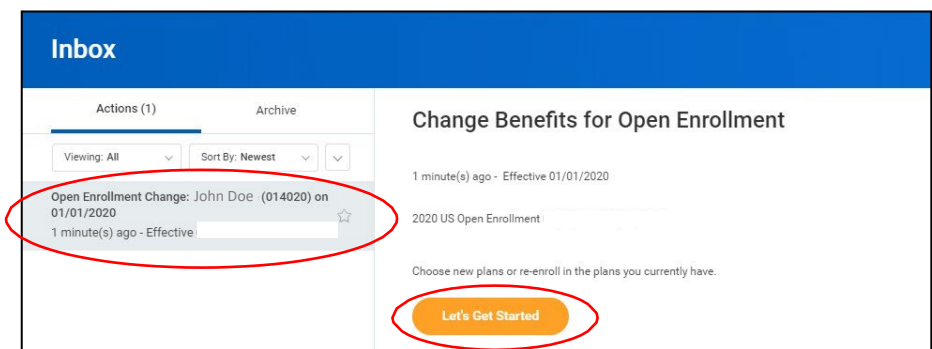 Inbox
Actions (1)
Archive
Viewing: All
Sort By: Newest
Open Enrollment Change: John Doe (014020) on
01/01/2020
1 minute(s) ago - Effective
Change Benefits for Open Enrollment
1 minute(s) ago - Effective 01/01/2020
2020 US Open Enrollment
Choose new plans or re-enroll in the plans you currently have.
Let's Get Started